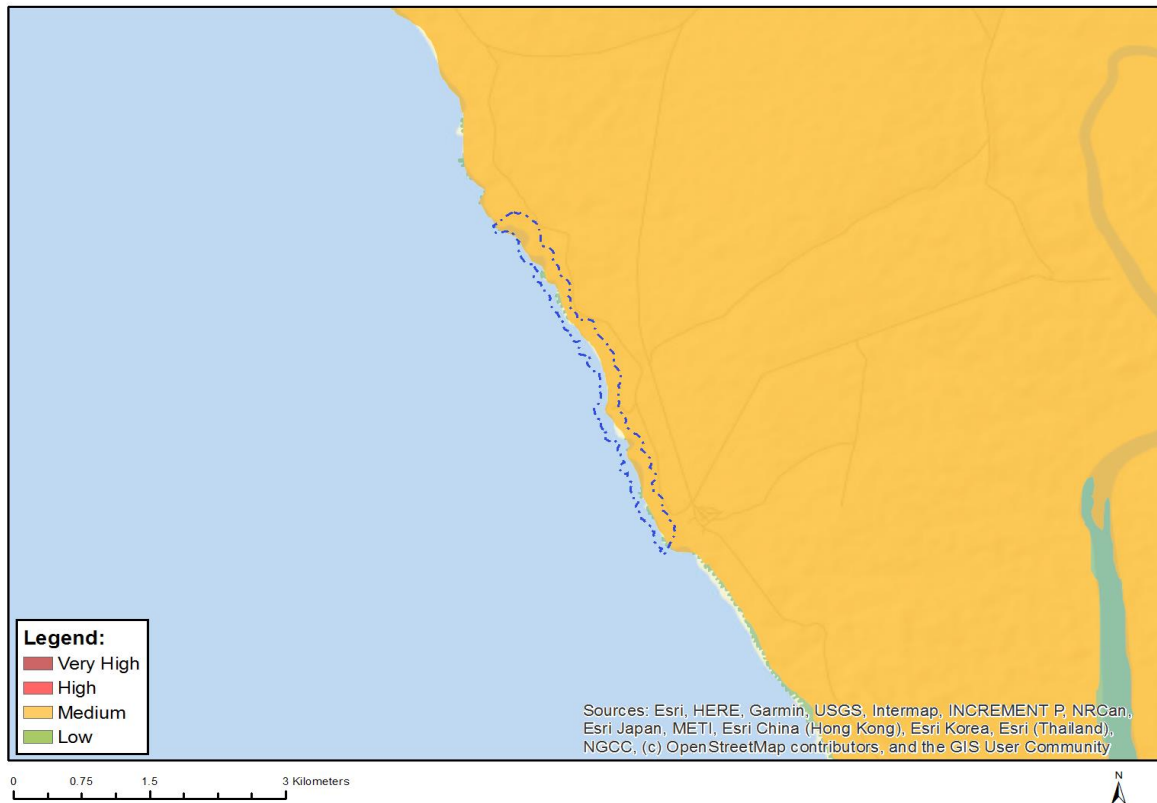 Legend:
Very High
High
Medium
Low
Sources: Esri, HERE, Garmin, USGS, Intermap, INCREMENT P, NRCan,
Esri Japan, METI, Esri China (Hong Kong), Esri Korea, Esri (Thailand),
NGCC, (c) OpenStreetMap contributors, and the GIS User Community
0 0.75 1.5 3 Kilometers
N